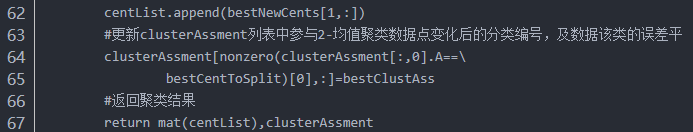 62 centList.append(bestNewCents[1,:])
63 #更新clusterAssment列表中参与2-均值聚类数据点变化后的分类编号，及数据该类的误差平
64 clusterAssment[nonzero(clusterAssment[:,0].A==\
65 bestCentToSplit)[0],:]=bestClustAss
66 #返回聚类结果
67 return mat(centList),clusterAssment